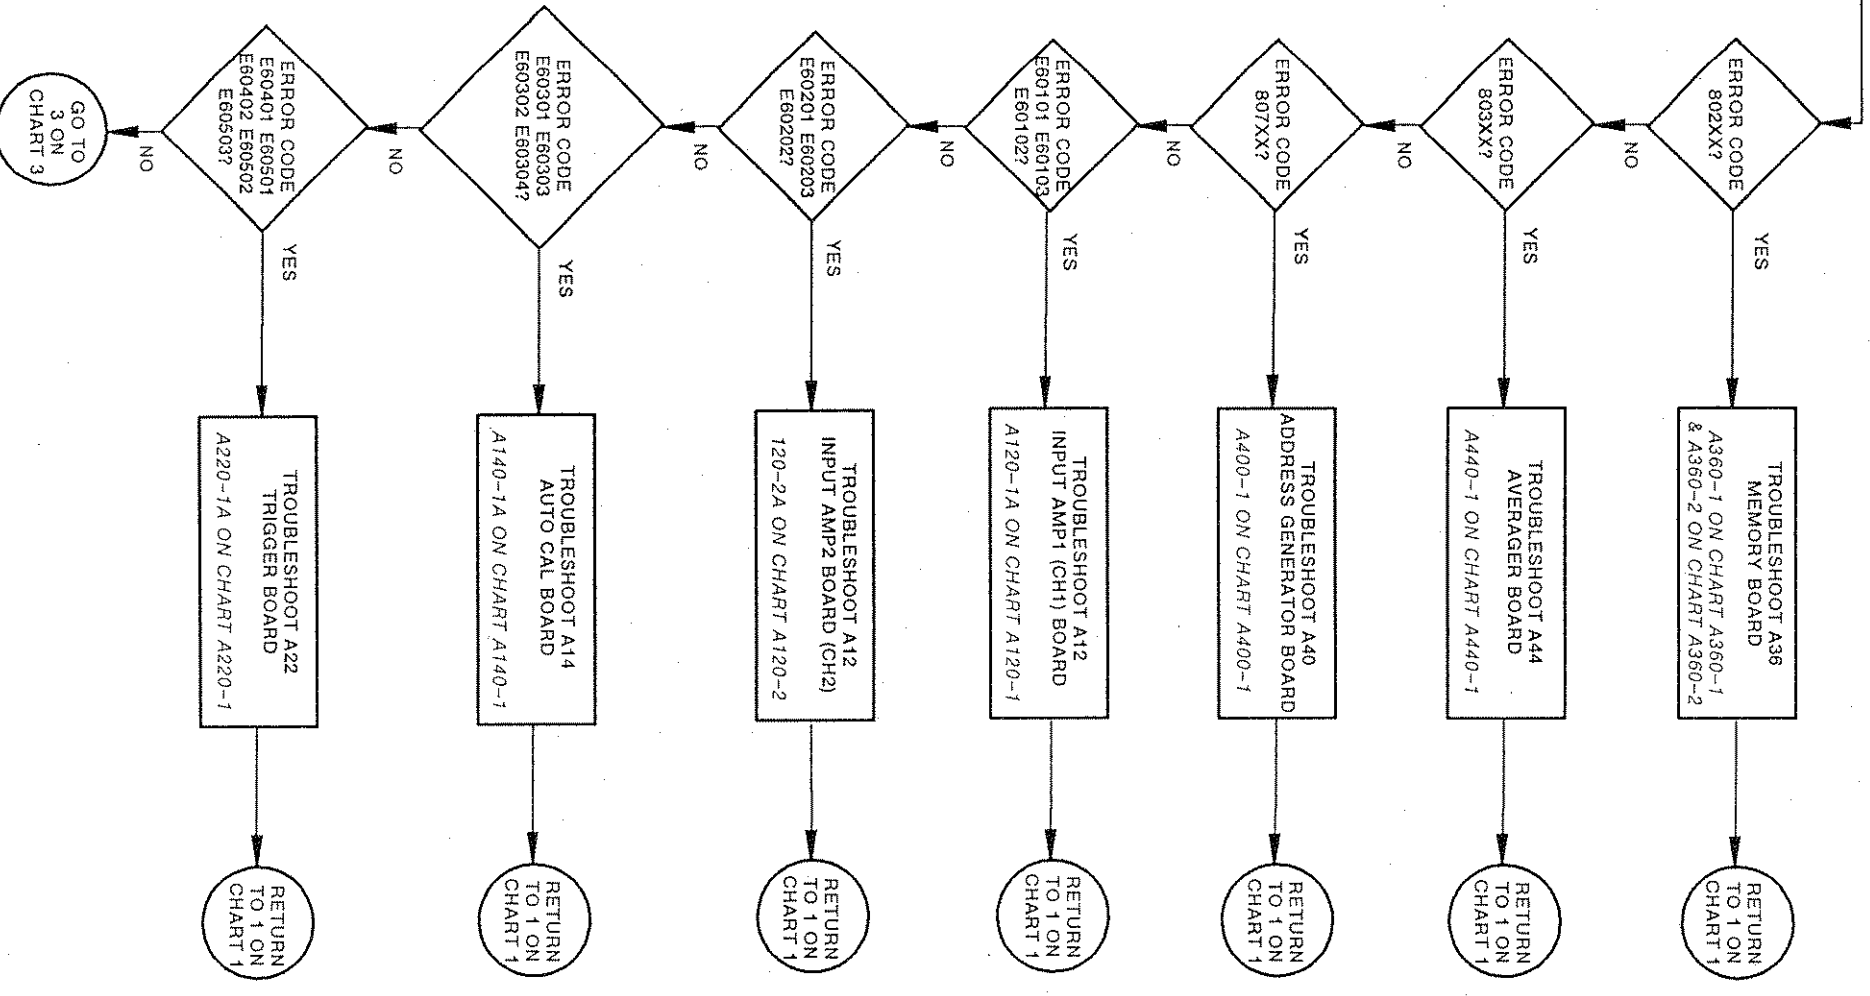 ERROR CODE
802XX?
YES
NO
TROUBLESHOOT A36
MEMORY BOARD
A360-1 ON CHART A360-1
& A360-2 ON CHART A360-2
RETURN
TO 1 ON
CHART 1
ERROR CODE
803XX?
YES
NO
TROUBLESHOOT A44
AVERAGER BOARD
A440-1 ON CHART A440-1
RETURN
TO 1 ON
CHART 1
ERROR CODE
807XX?
YES
NO
TROUBLESHOOT A40
ADDRESS GENERATOR BOARD
A400-1 ON CHART A400-1
RETURN
TO 1 ON
CHART 1
ERROR CODE
E60101 E60103
E60102?
YES
NO
TROUBLESHOOT A12
INPUT AMP1 (CH1) BOARD
A120-1A ON CHART A120-1
RETURN
TO 1 ON
CHART 1
ERROR CODE
E60201 E60203
E60202?
YES
NO
TROUBLESHOOT A12
INPUT AMP2 BOARD (CH2)
120-2A ON CHART A120-2
RETURN
TO 1 ON
CHART 1
ERROR CODE
E60301 E60303
E60302 E60304?
YES
NO
TROUBLESHOOT A14
AUTO CAL BOARD
A140-1A ON CHART A140-1
RETURN
TO 1 ON
CHART 1
ERROR CODE
E60401 E60501
E60402 E60502
E60503?
YES
NO
TROUBLESHOOT A22
TRIGGER BOARD
A220-1A ON CHART A220-1
RETURN
TO 1 ON
CHART 1
GO TO
3 ON
CHART 3